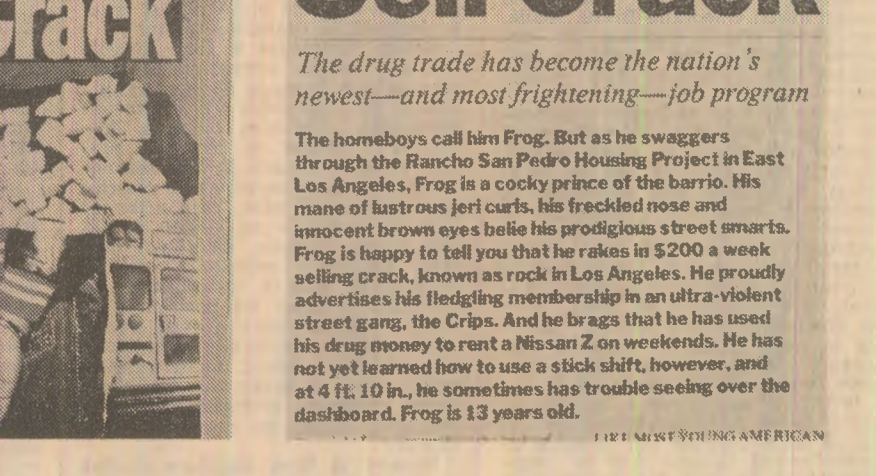 Crack
The drug trade has become the nation's
newest—and most frightening—job program
The homeboys call him Frog. But as he swaggers
through the Rancho San Pedro Housing Project in East
Los Angeles, Frog is a cocky prince of the barrio. His
mane of lustrous jeri curls, his freckled nose and
innocent brown eyes belie his prodigious street smarts.
Frog is happy to tell you that he rakes in $200 a week
selling crack, known as rock in Los Angeles. He proudly
advertises his fledgling membership in an ultra-violent
street gang, the Crips. And he brags that he has used
his drug money to rent a Nissan Z on weekends. He has
not yet learned how to use a stick shift, however, and
at 4 ft. 10 in., he sometimes has trouble seeing over the
dashboard. Frog is 13 years old.
LIKE MOST YOUNG AMERICAN